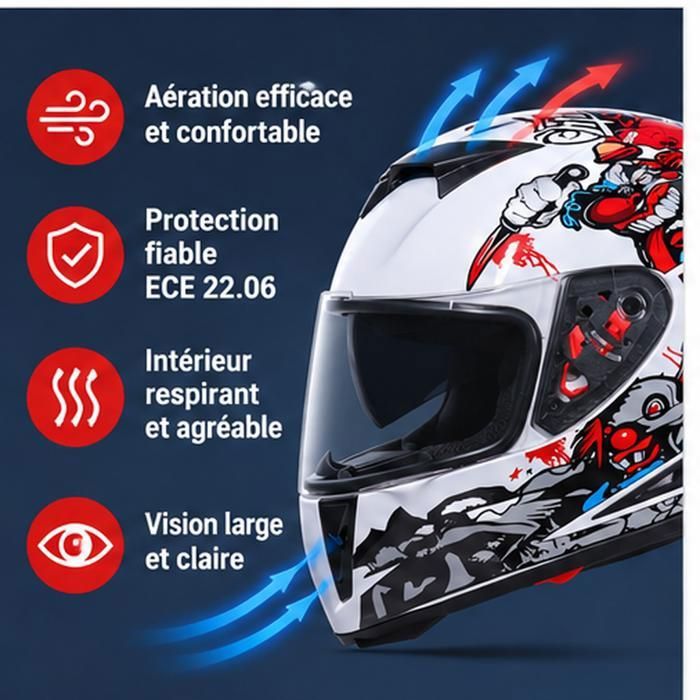 Aération efficace
et confortable
Protection
fiable
ECE 22.06
Intérieur
respirant
et agréable
Vision large
et claire